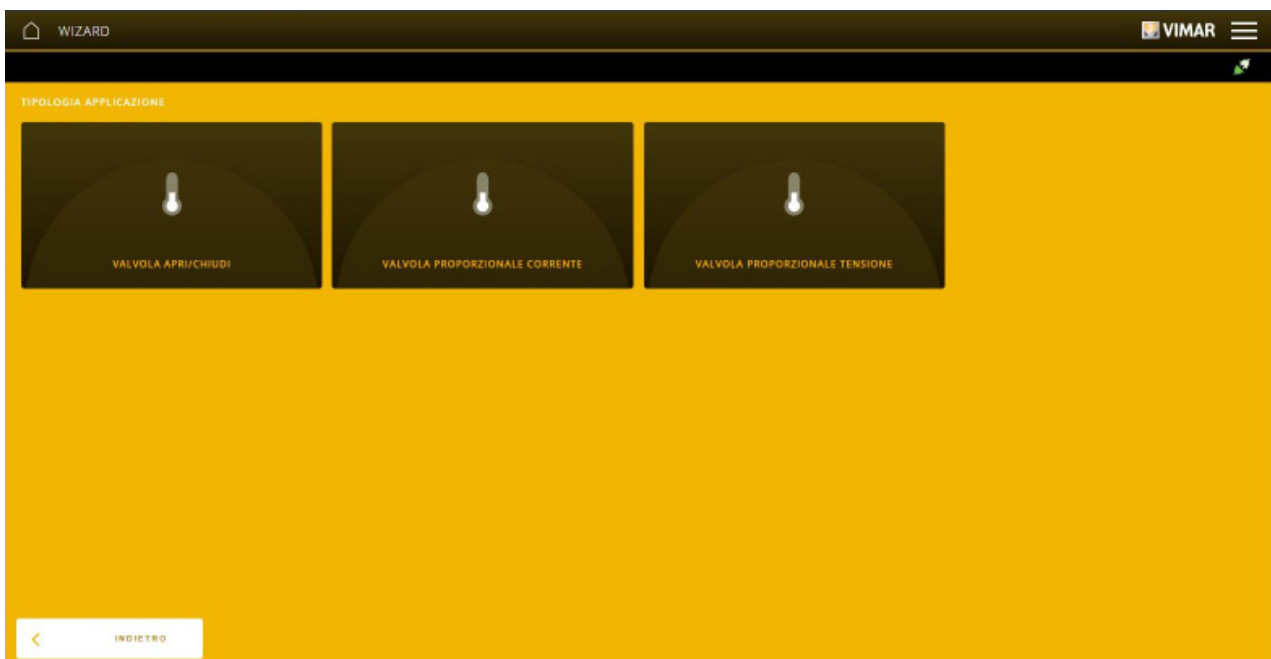 WIZARD
VIMAR
TIPOLOGIA APPLICAZIONE
VALVOLA APRI/CHIUDI
VALVOLA PROPORZIONALE CORRENTE
VALVOLA PROPORZIONALE TENSIONE
INDIETRO